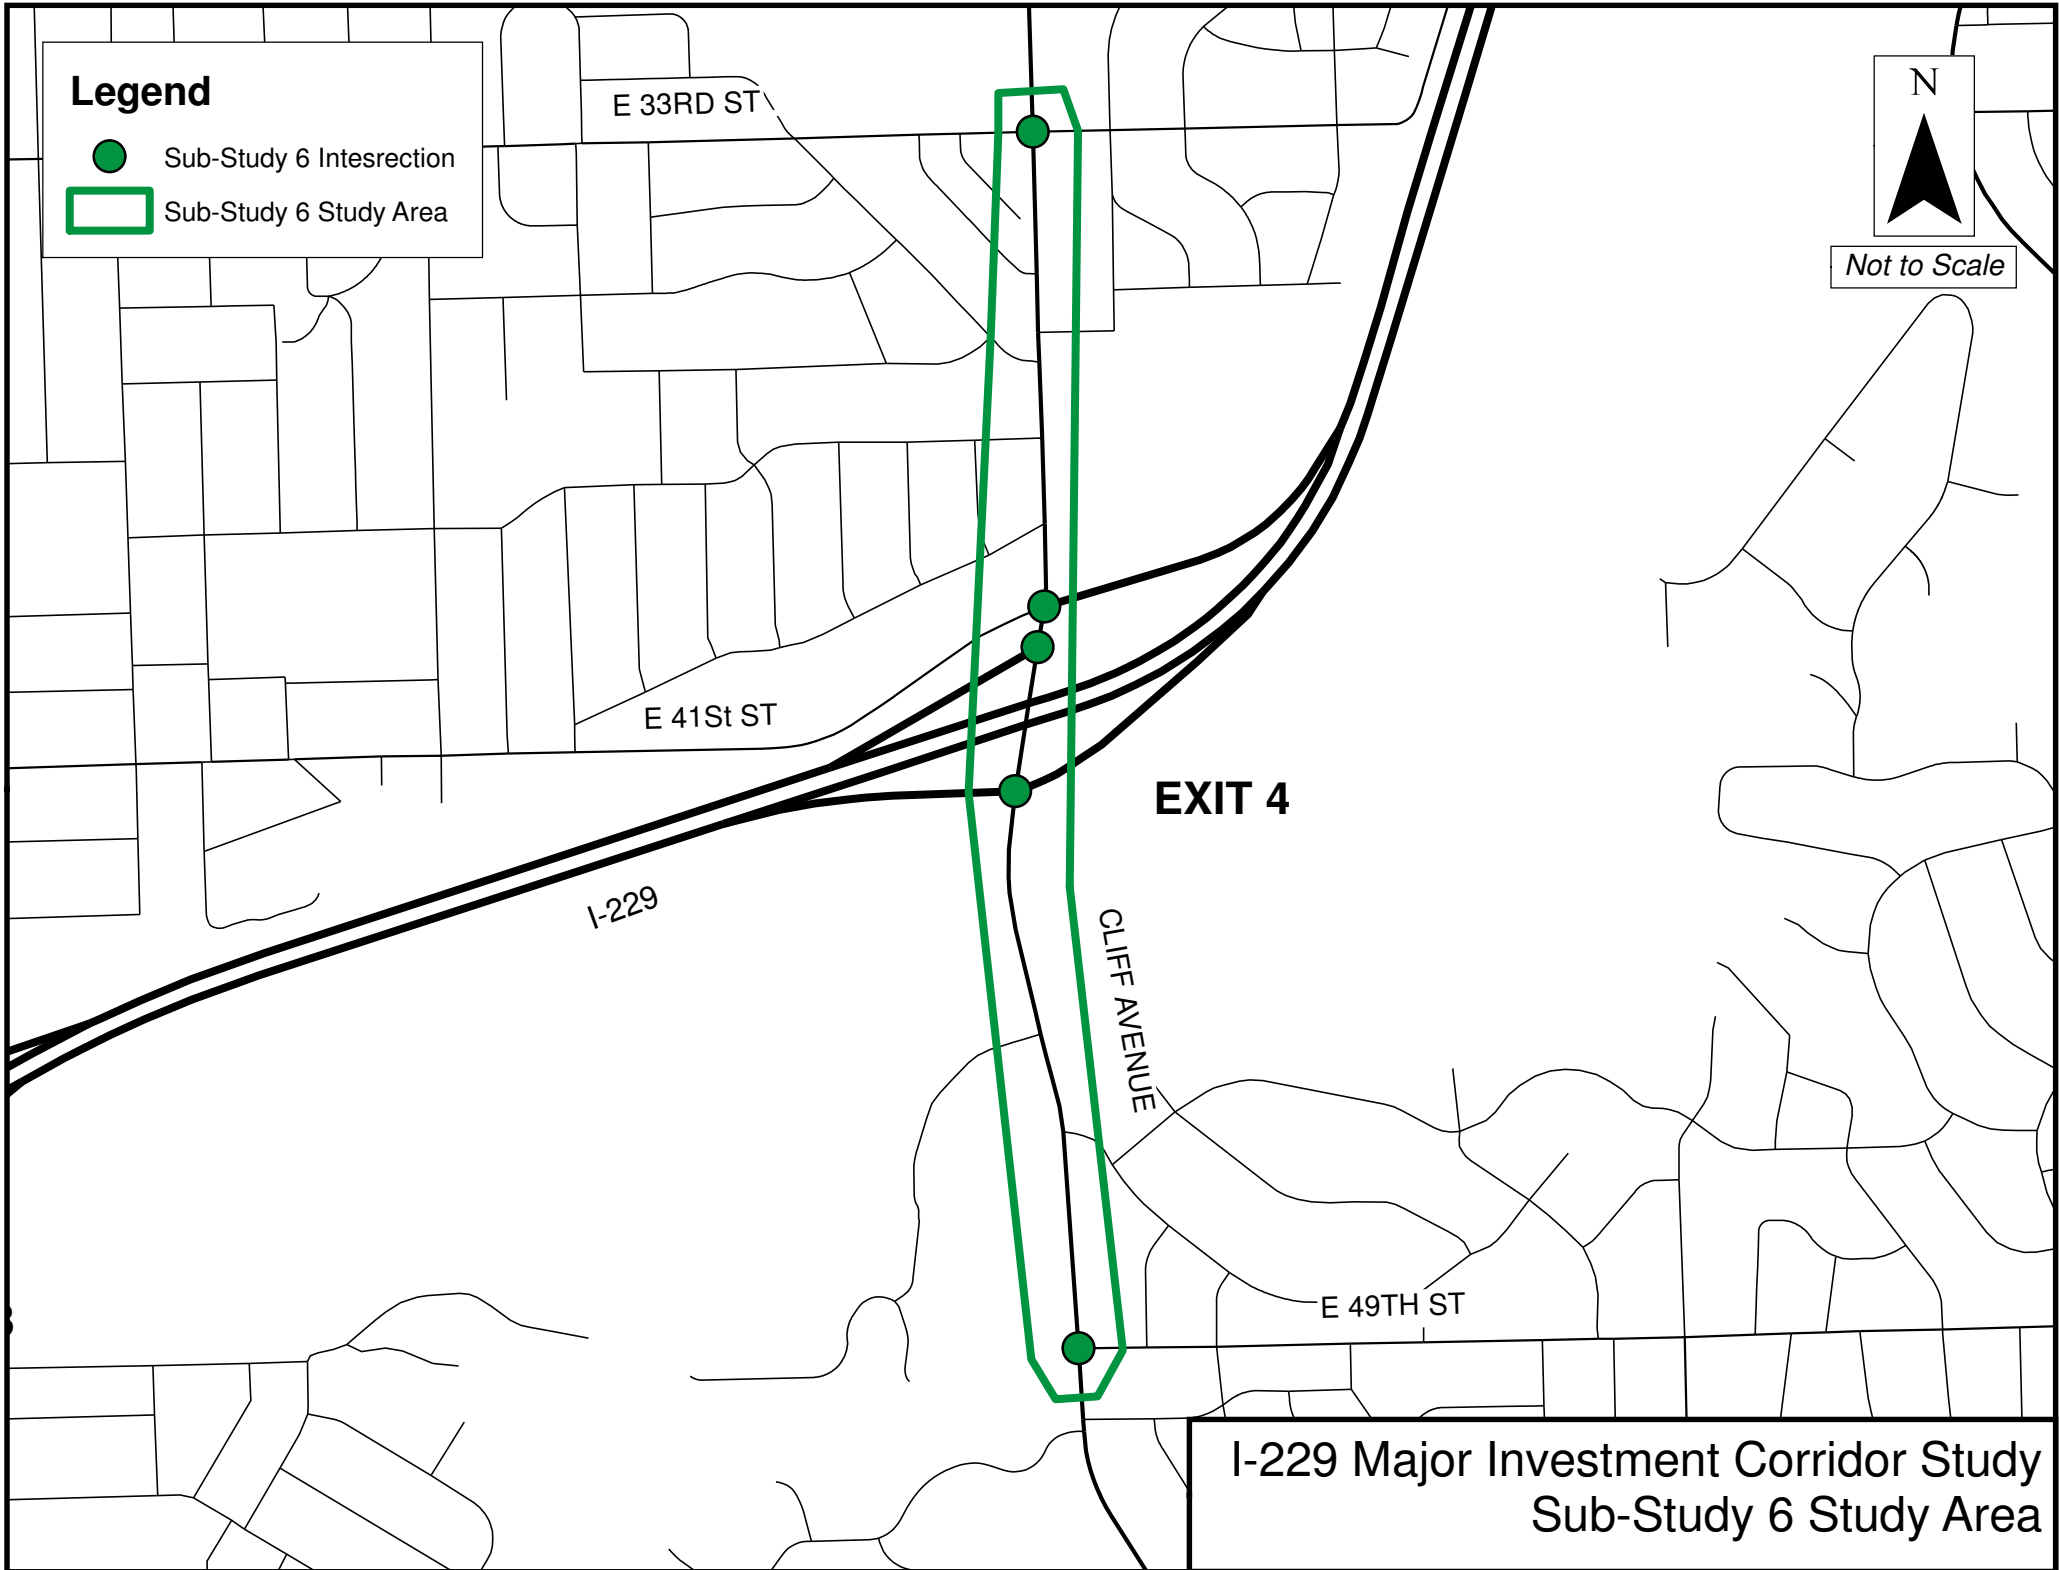 Legend
Sub-Study 6 Intesrection
Sub-Study 6 Study Area
E 33RD ST
N
Not to Scale
E 41St ST
EXIT 4
I-229
CLIFF AVENUE
E 49TH ST
I-229 Major Investment Corridor Study
Sub-Study 6 Study Area